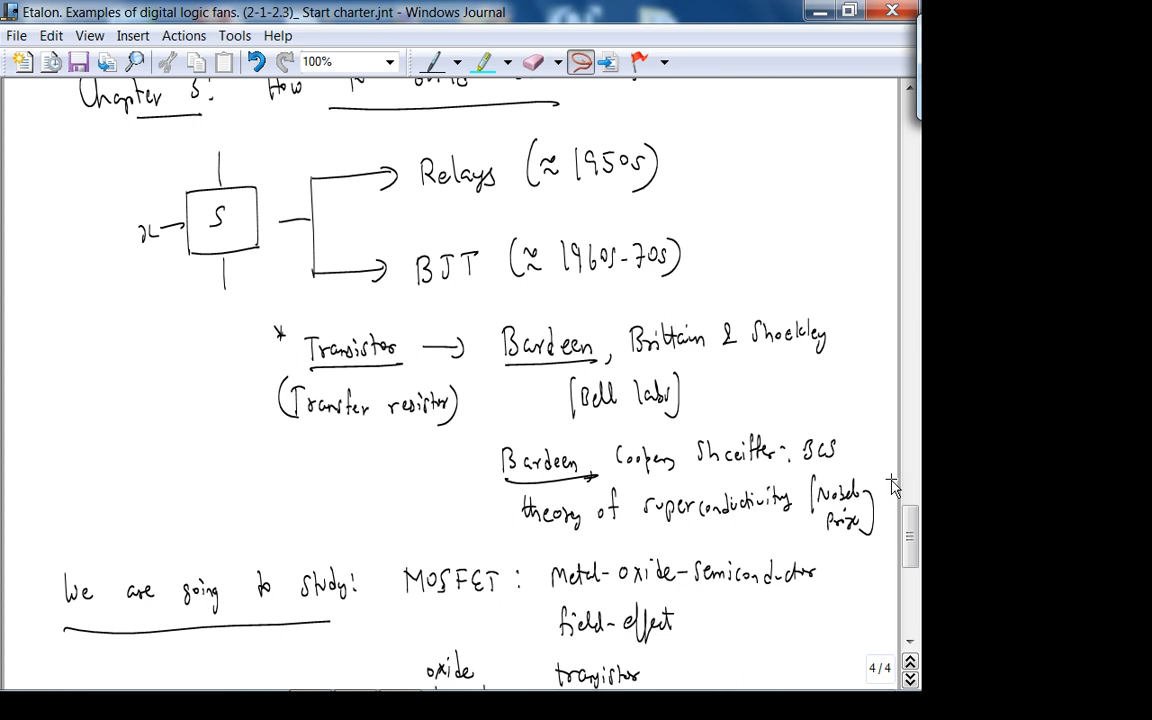 Etalon. Examples of digital logic fans. (2-1-2.3)_ Start charter.jnt - Windows Journal
File Edit View Insert Actions Tools Help
100%
Chapter 5: How to build
x S
Relays (≈ 1950s)
BJT (≈ 1960s-70s)
* Transistor → Bardeen, Brittain & Shockley
(Transfer resistor) [Bell labs]
Bardeen, Cooper, Shceiffer: BCS
theory of superconductivity [Nobel
Prize]
We are going to study: MOSFET : Metal-oxide-semiconductor
field-effect
oxide transistor
4 / 4